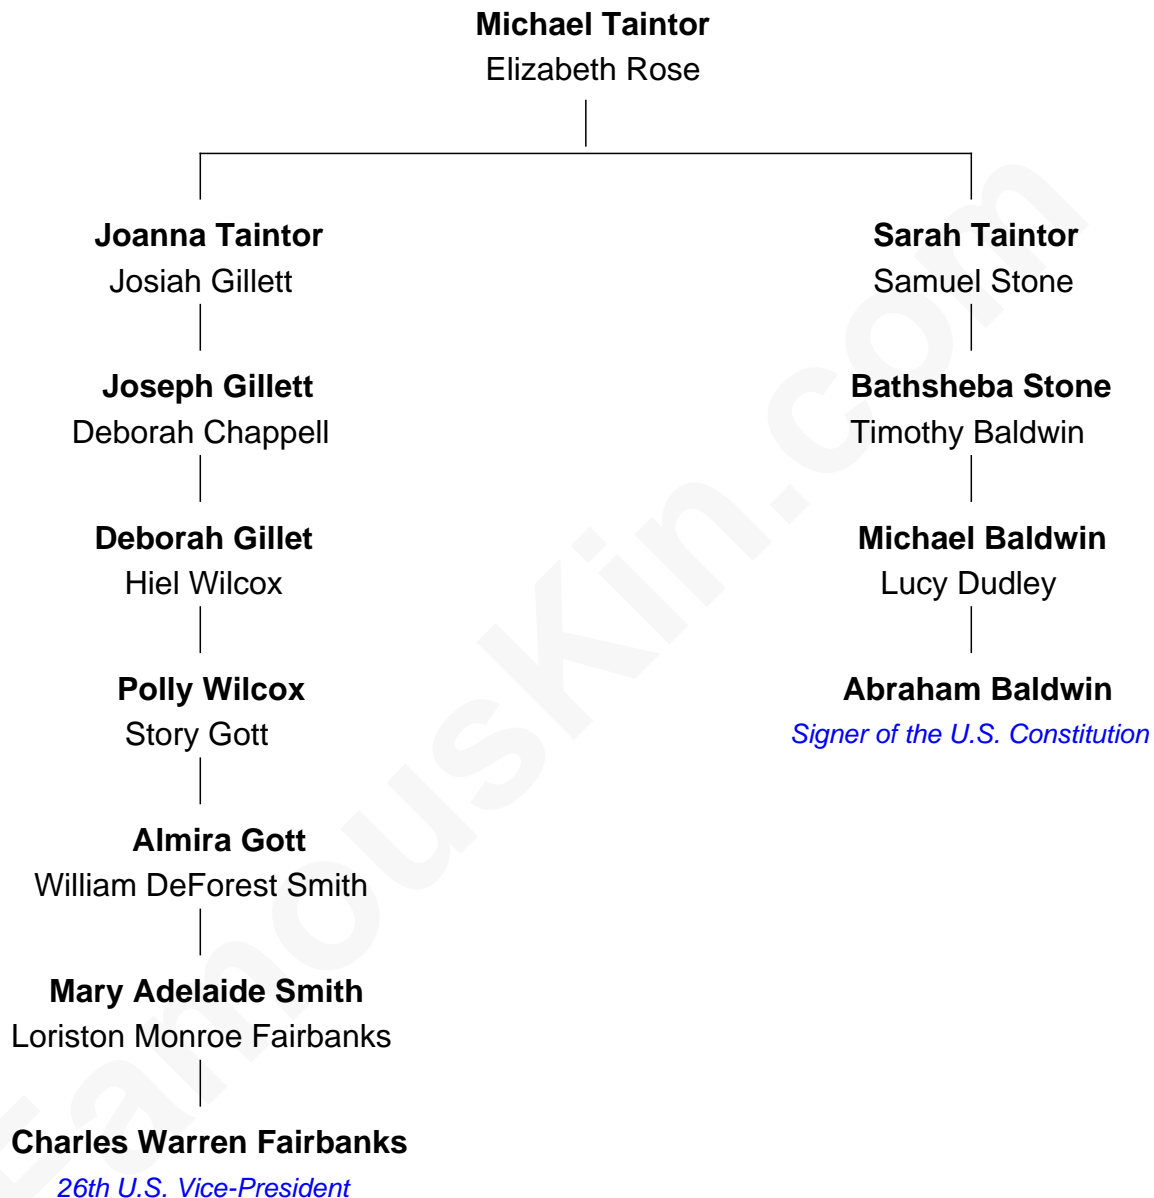 Michael Taintor
Elizabeth Rose
Joanna Taintor
Josiah Gillett
Sarah Taintor
Samuel Stone
Joseph Gillett
Deborah Chappell
Bathsheba Stone
Timothy Baldwin
Deborah Gillet
Hiel Wilcox
Michael Baldwin
Lucy Dudley
Polly Wilcox
Story Gott
Abraham Baldwin
Signer of the U.S. Constitution
Almira Gott
William DeForest Smith
Mary Adelaide Smith
Loriston Monroe Fairbanks
Charles Warren Fairbanks
26th U.S. Vice-President
FamousKin.com